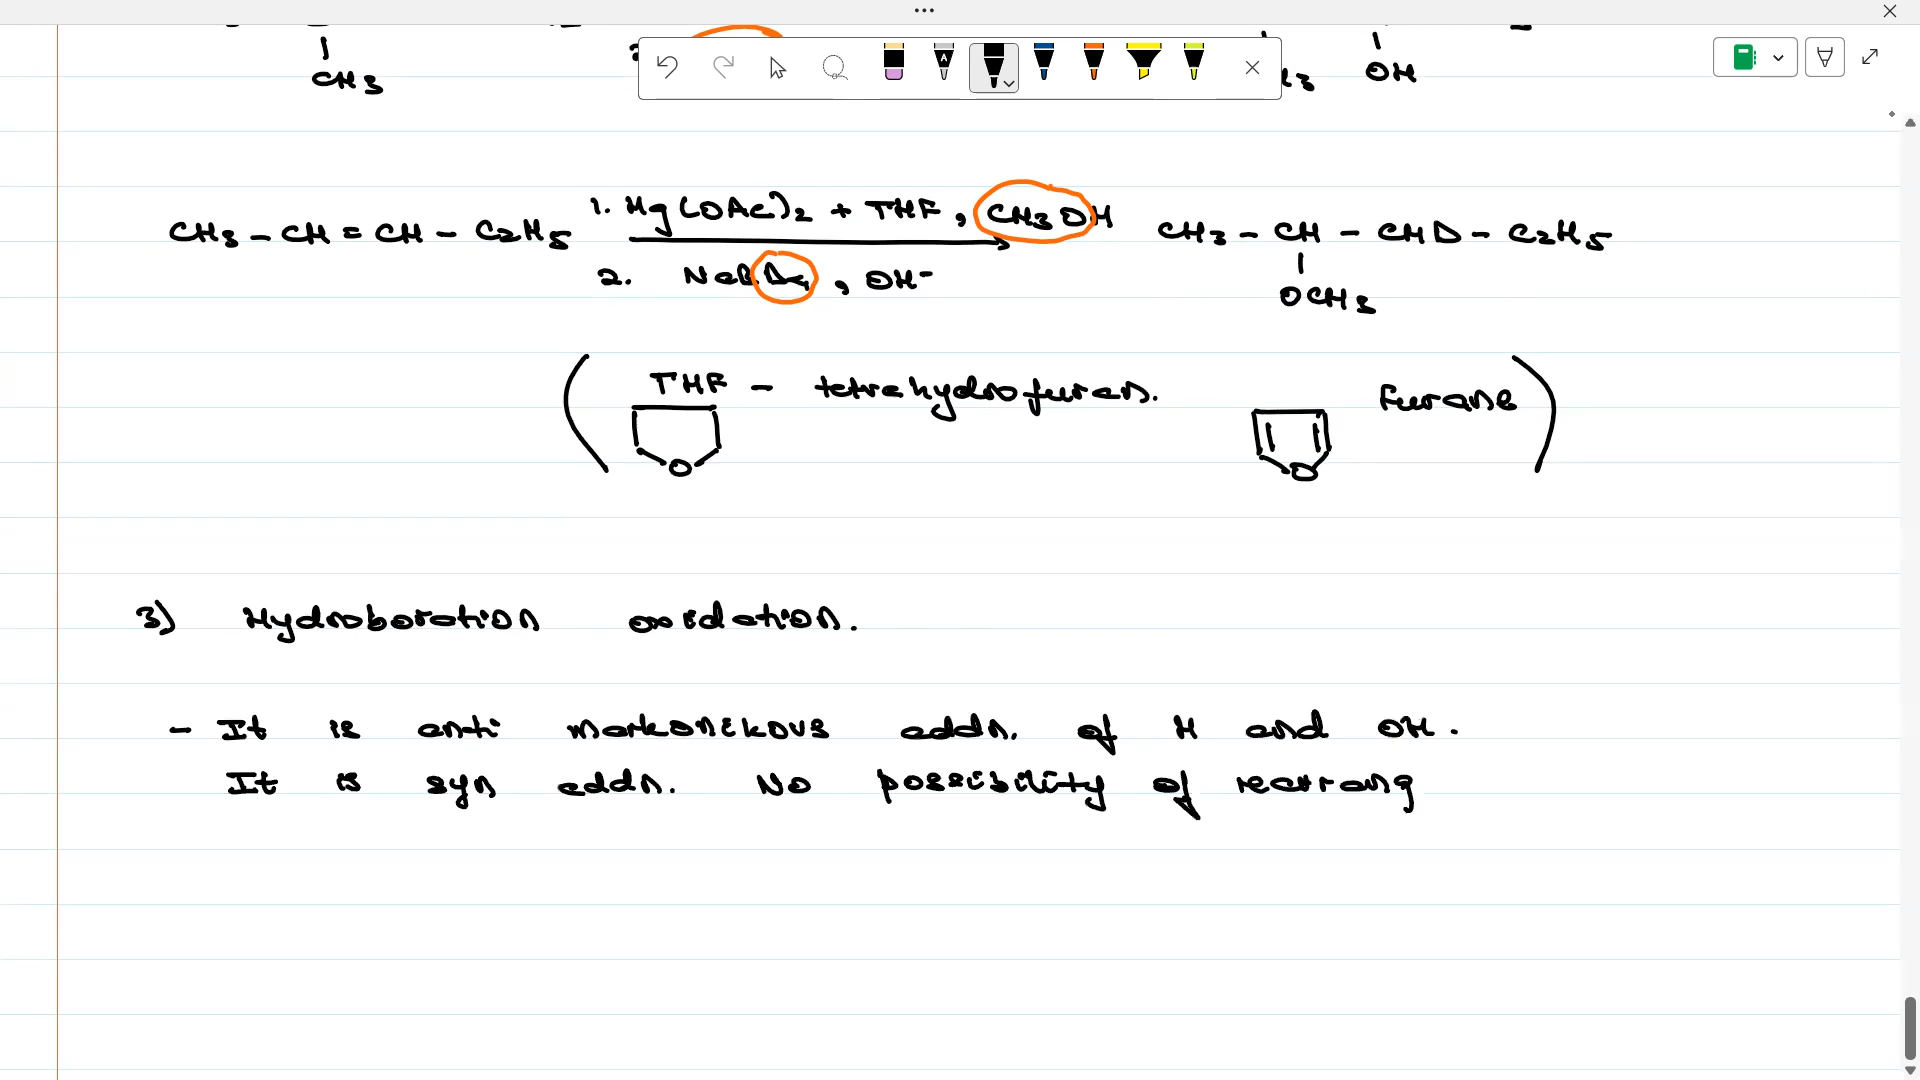 CH3 OH
CH3 - CH = CH - C2H5 1. Hg(OAc)2 + THF, CH3OH CH3 - CH - CHD - C2H5
2. NaBD4, OH-
OCH3
( THF - tetrahydrofuran. Furane )
O O
3) Hydroboration oxidation.
- It is anti markonikovs addn. of H and OH.
It is syn addn. No possibility of rearrang